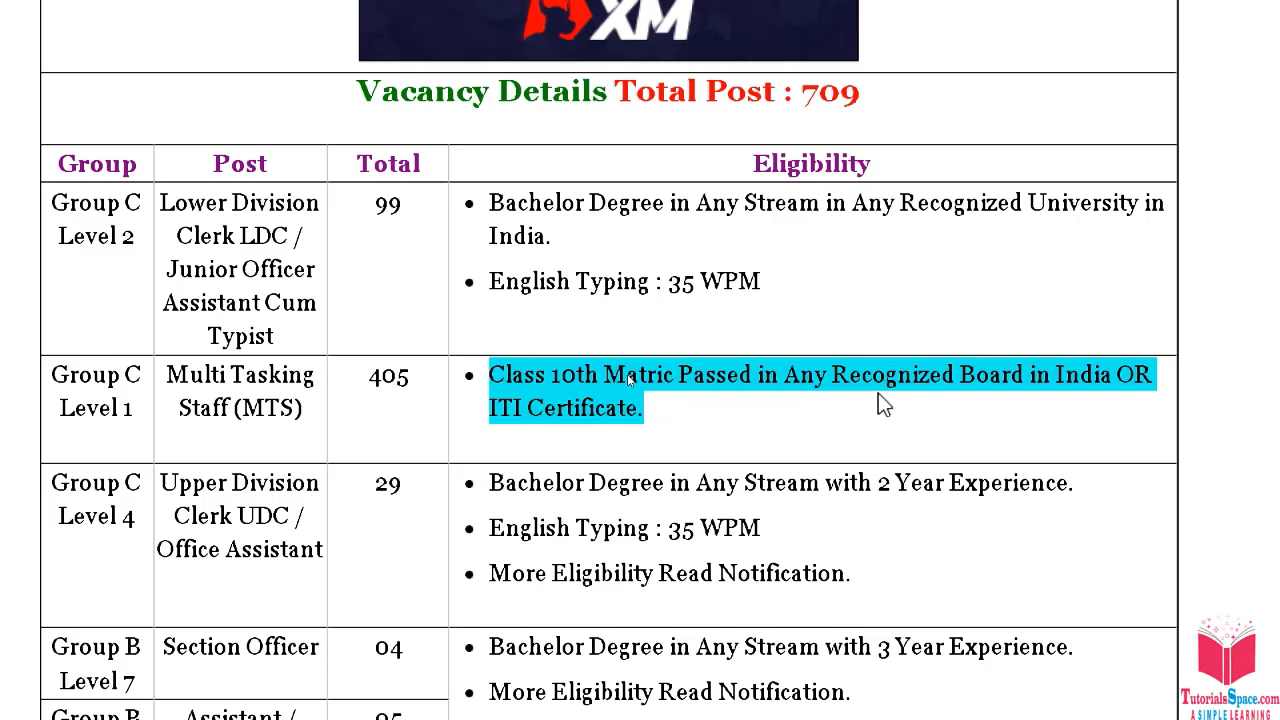 XM
Vacancy Details Total Post : 709
Group Post Total Eligibility
Group C
Level 2
Lower Division
Clerk LDC /
Junior Officer
Assistant Cum
Typist
99
• Bachelor Degree in Any Stream in Any Recognized University in
India.
• English Typing : 35 WPM
Group C
Level 1
Multi Tasking
Staff (MTS)
405
• Class 10th Matric Passed in Any Recognized Board in India OR
ITI Certificate.
Group C
Level 4
Upper Division
Clerk UDC /
Office Assistant
29
• Bachelor Degree in Any Stream with 2 Year Experience.
• English Typing : 35 WPM
• More Eligibility Read Notification.
Group B
Level 7
Section Officer
04
• Bachelor Degree in Any Stream with 3 Year Experience.
• More Eligibility Read Notification.
Group B
Assistant /
05
TutorialsSpace.com
A SIMPLE LEARNING